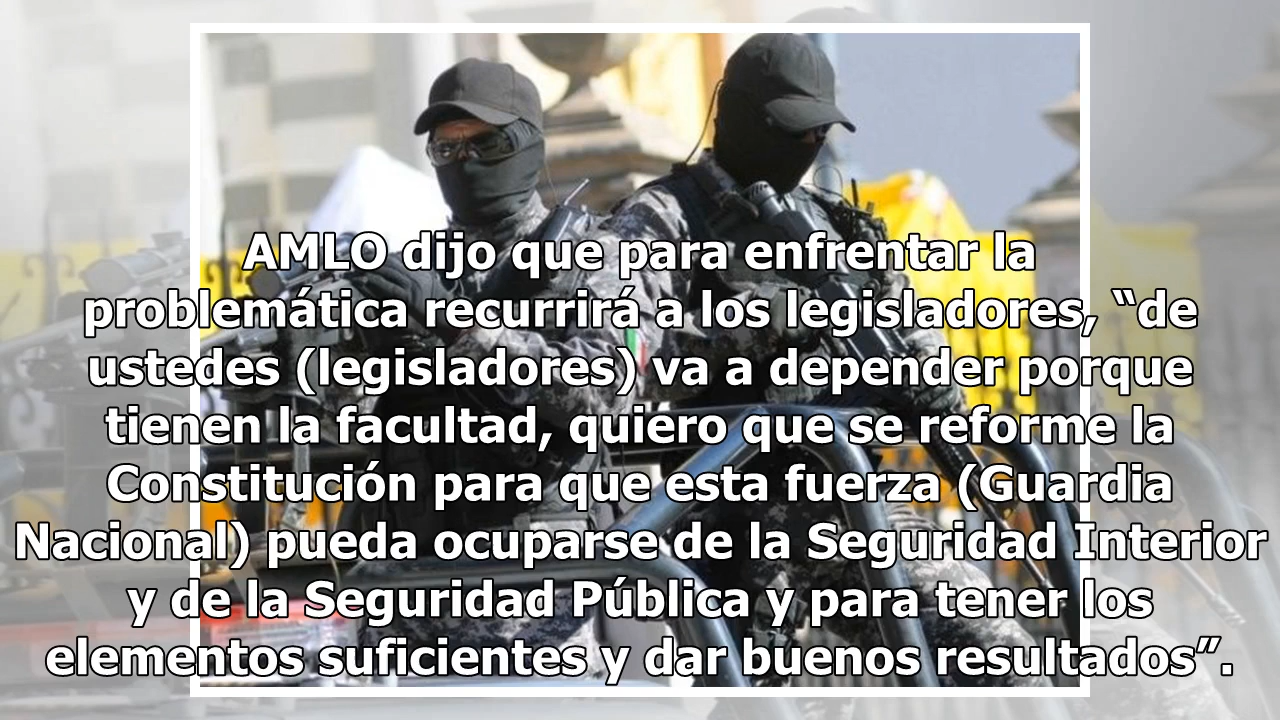 AMLO dijo que para enfrentar la
problemática recurrirá a los legisladores, “de
ustedes (legisladores) va a depender porque
tienen la facultad, quiero que se reforme la
Constitución para que esta fuerza (Guardia
Nacional) pueda ocuparse de la Seguridad Interior
y de la Seguridad Pública y para tener los
elementos suficientes y dar buenos resultados”.